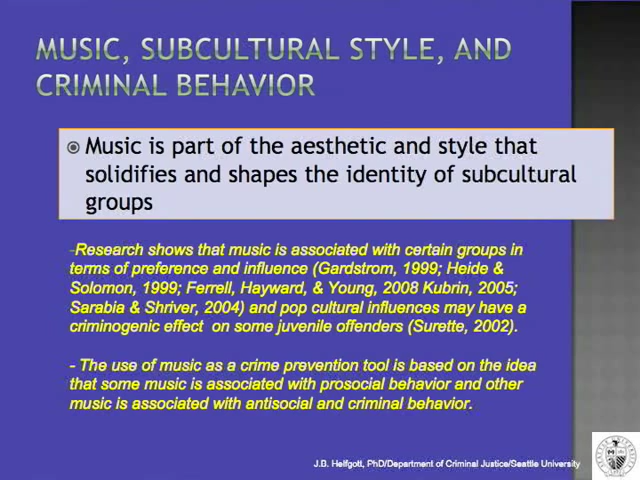 MUSIC, SUBCULTURAL STYLE, AND
CRIMINAL BEHAVIOR
Music is part of the aesthetic and style that
solidifies and shapes the identity of subcultural
groups
-Research shows that music is associated with certain groups in
terms of preference and influence (Gardstrom, 1999; Heide &
Solomon, 1999; Ferrell, Hayward, & Young, 2008 Kubrin, 2005;
Sarabia & Shriver, 2004) and pop cultural influences may have a
criminogenic effect on some juvenile offenders (Surette, 2002).
- The use of music as a crime prevention tool is based on the idea
that some music is associated with prosocial behavior and other
music is associated with antisocial and criminal behavior.
J.B. Helfgott, PhD/Department of Criminal Justice/Seattle University